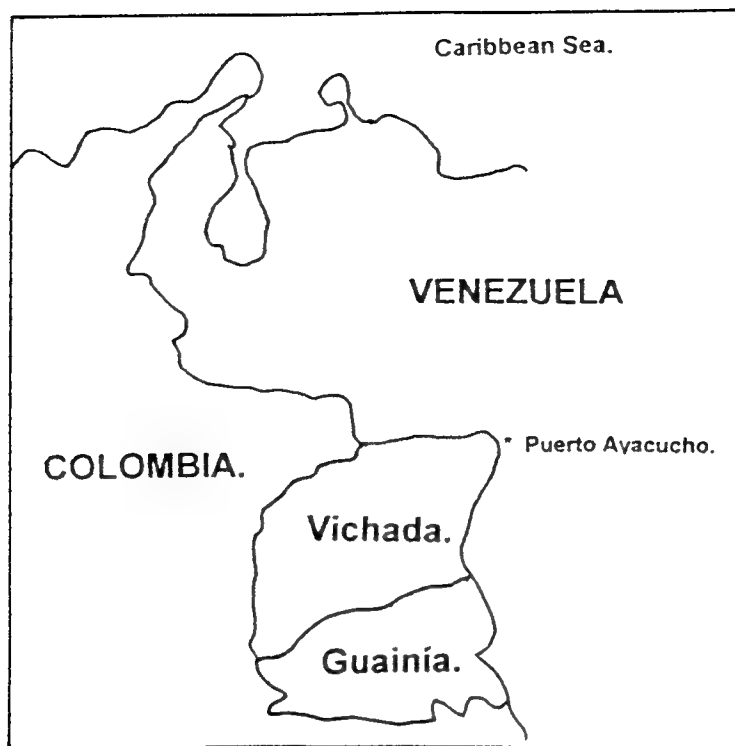 Caribbean Sea.
VENEZUELA
* Puerto Ayacucho.
COLOMBIA.
Vichada.
Guainía.